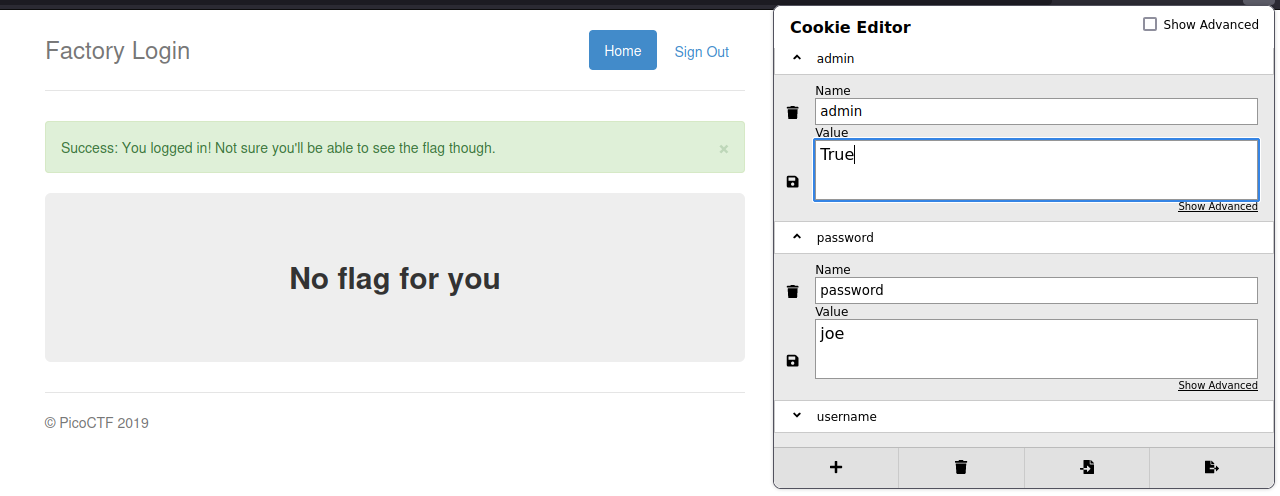 Factory Login
Home
Sign Out
Success: You logged in! Not sure you'll be able to see the flag though.
×
No flag for you
© PicoCTF 2019
Cookie Editor
Show Advanced
admin
Name
admin
Value
True
Show Advanced
password
Name
password
Value
joe
Show Advanced
username